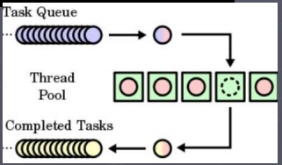 Task Queue
Thread
Pool
Completed Tasks